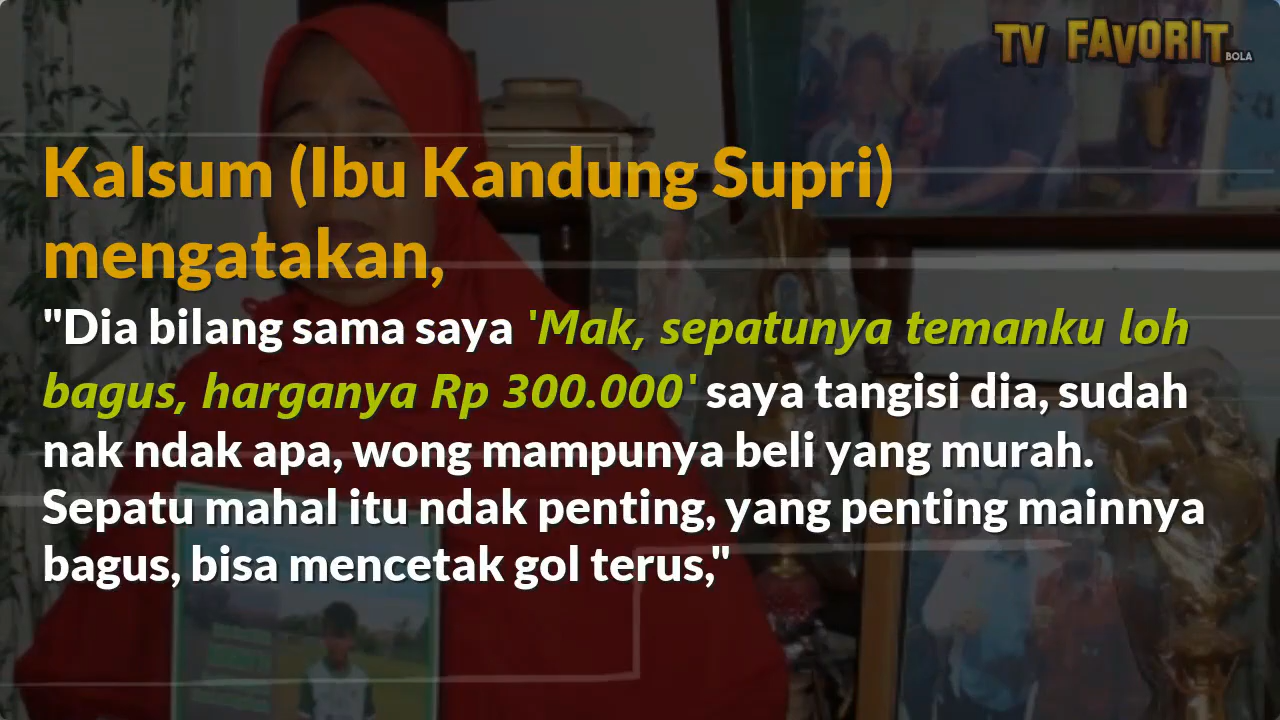 TV FAVORIT BOLA
Kalsum (Ibu Kandung Supri)
mengatakan,
"Dia bilang sama saya 'Mak, sepatunya temanku loh
bagus, harganya Rp 300.000' saya tangisi dia, sudah
nak ndak apa, wong mampunya beli yang murah.
Sepatu mahal itu ndak penting, yang penting mainnya
bagus, bisa mencetak gol terus,"